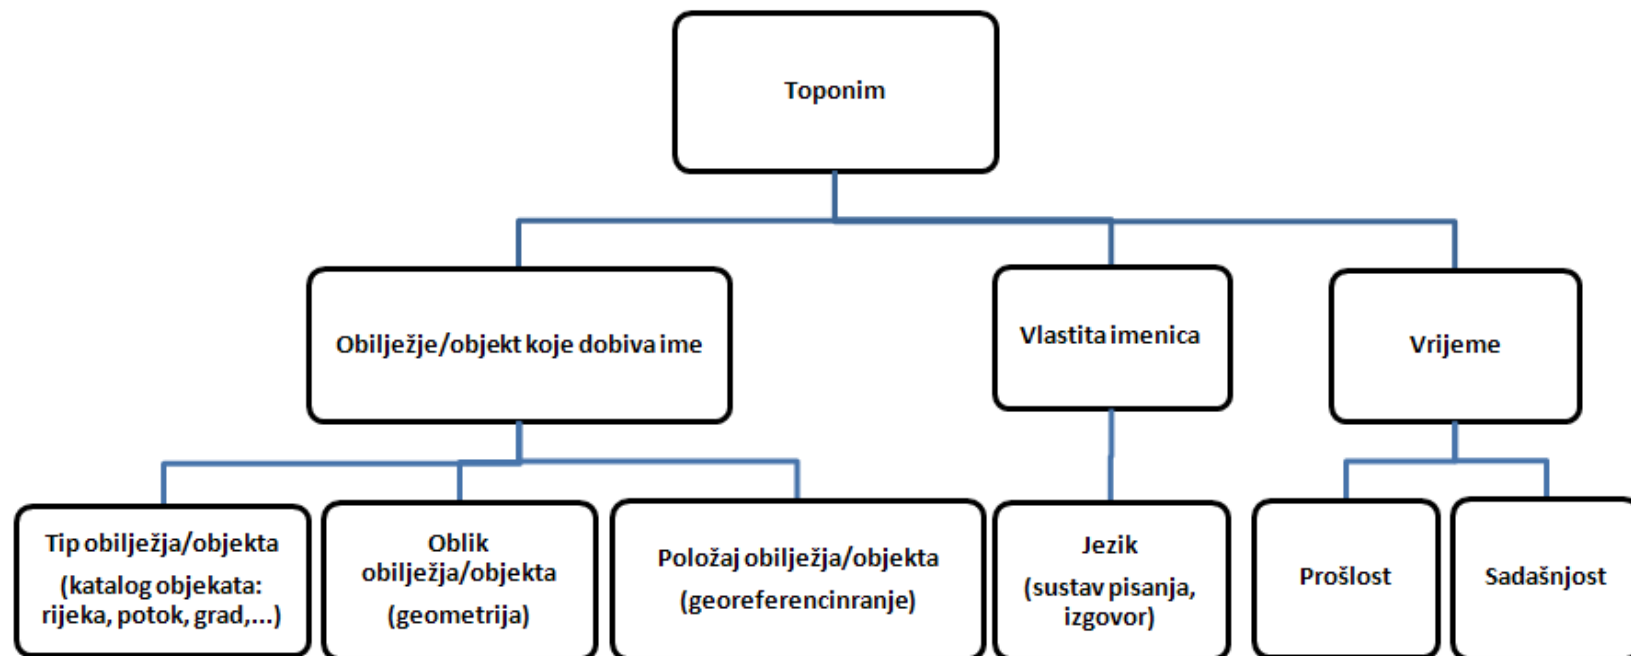 Toponim
Obilježje/objekt koje dobiva ime
Vlastita imenica
Vrijeme
Tip obilježja/objekta
(katalog objekata:
rijeka, potok, grad,...)
Oblik
obilježja/objekta
(geometrija)
Položaj obilježja/objekta
(georeferencinranje)
Jezik
(sustav pisanja,
izgovor)
Prošlost
Sadašnjost